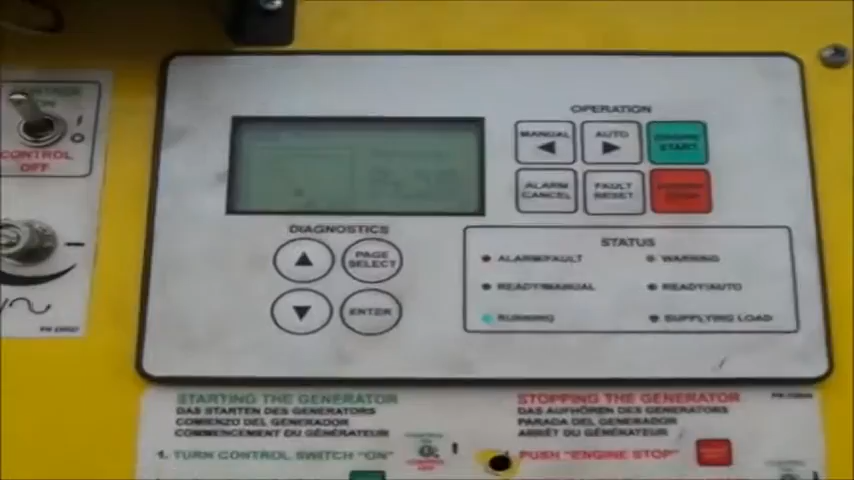 OPERATION
MANUAL
AUTO
ENGINE START
ALARM CANCEL
FAULT RESET
CONTROL
OFF
DIAGNOSTICS
PAGE SELECT
ENTER
STATUS
ALARM/FAULT
WARNING
READY/MANUAL
READY/AUTO
RUNNING
SUPPLYING LOAD
STARTING THE GENERATOR
DAS STARTEN DES GENERATORS
COMIENZO DEL GENERADOR
COMMENCEMENT DU GÉNÉRATEUR
1. TURN CONTROL SWITCH "ON"
STOPPING THE GENERATOR
DAS AUFHÖREN DES GENERATORS
PARADA DEL GENERADOR
ARRÊT DU GÉNÉRATEUR
PUSH "ENGINE STOP"